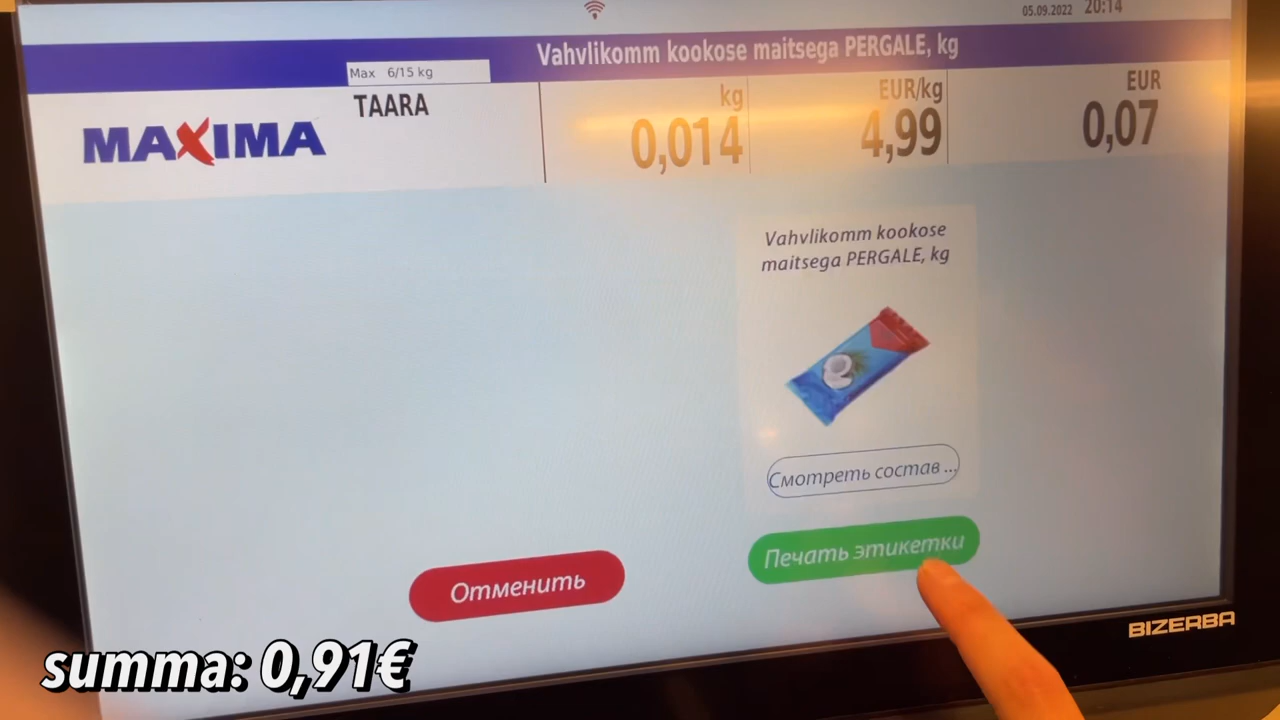 05.09.2022 20:14
Vahvlikomm kookose maitsega PERGALE, kg
Max 6/15 kg
TAARA
MAXIMA
kg
0,014
EUR/kg
4,99
EUR
0,07
Vahvlikomm kookose
maitsega PERGALE, kg
Смотреть состав ...
Печать этикетки
Отменить
BIZERBA
summa: 0,91€